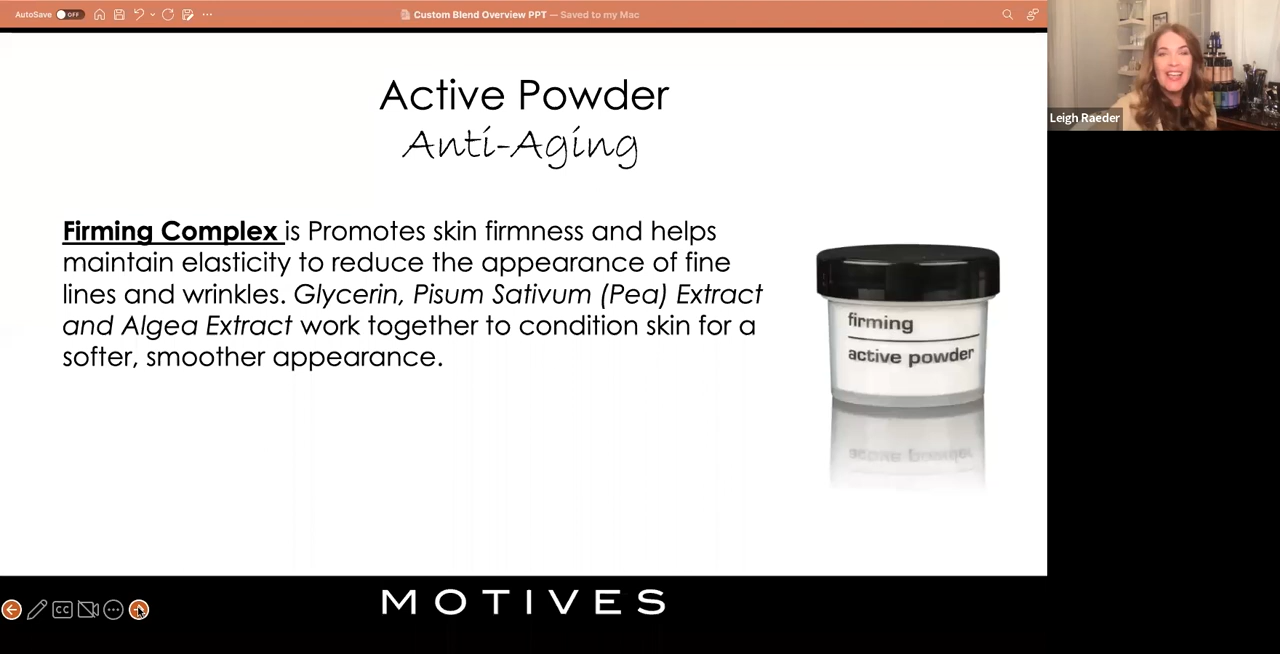 AutoSave OFF
Custom Blend Overview PPT — Saved to my Mac
Leigh Raeder
Active Powder
Anti-Aging
Firming Complex is Promotes skin firmness and helps
maintain elasticity to reduce the appearance of fine
lines and wrinkles. Glycerin, Pisum Sativum (Pea) Extract
and Algea Extract work together to condition skin for a
softer, smoother appearance.
firming
active powder
active powder
CC
MOTIVES